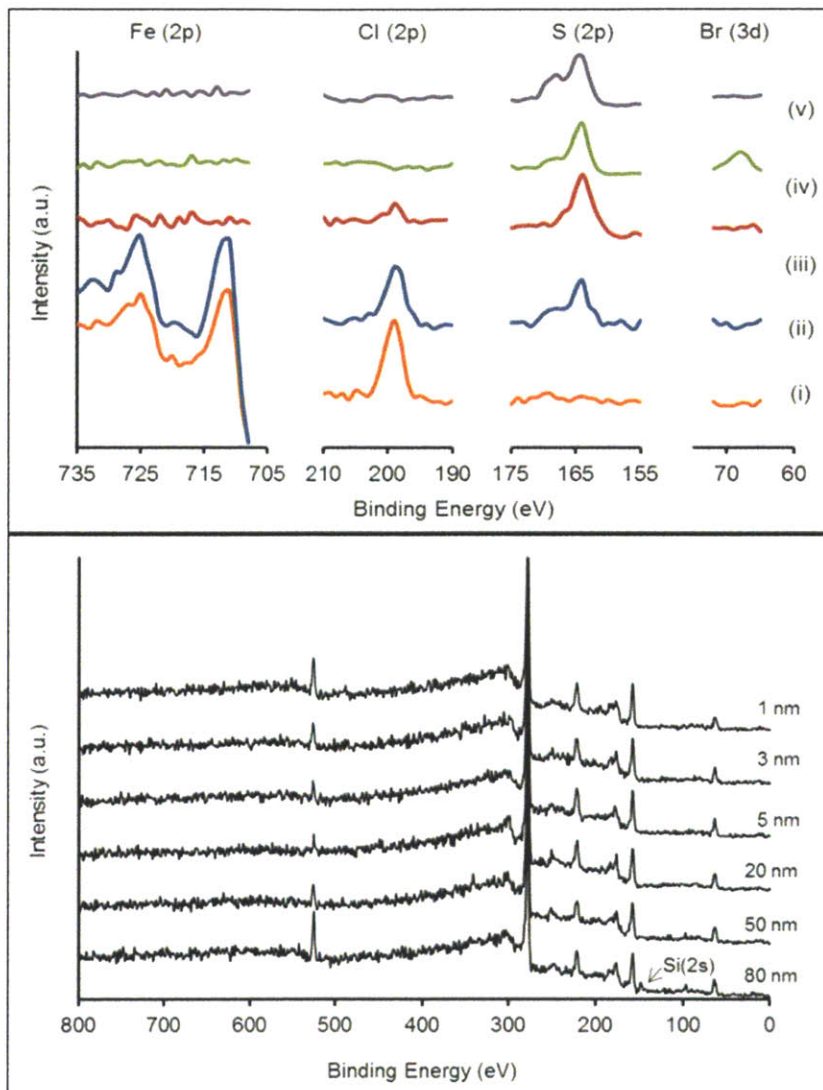 Fe (2p) Cl (2p) S (2p) Br (3d)
(v)
(iv)
(iii)
(ii)
(i)
Intensity (a.u.)
735 725 715 705 210 200 190 175 165 155 70 60
Binding Energy (eV)
1 nm
3 nm
5 nm
20 nm
50 nm
Si(2s)
80 nm
Intensity (a.u.)
800 700 600 500 400 300 200 100 0
Binding Energy (eV)